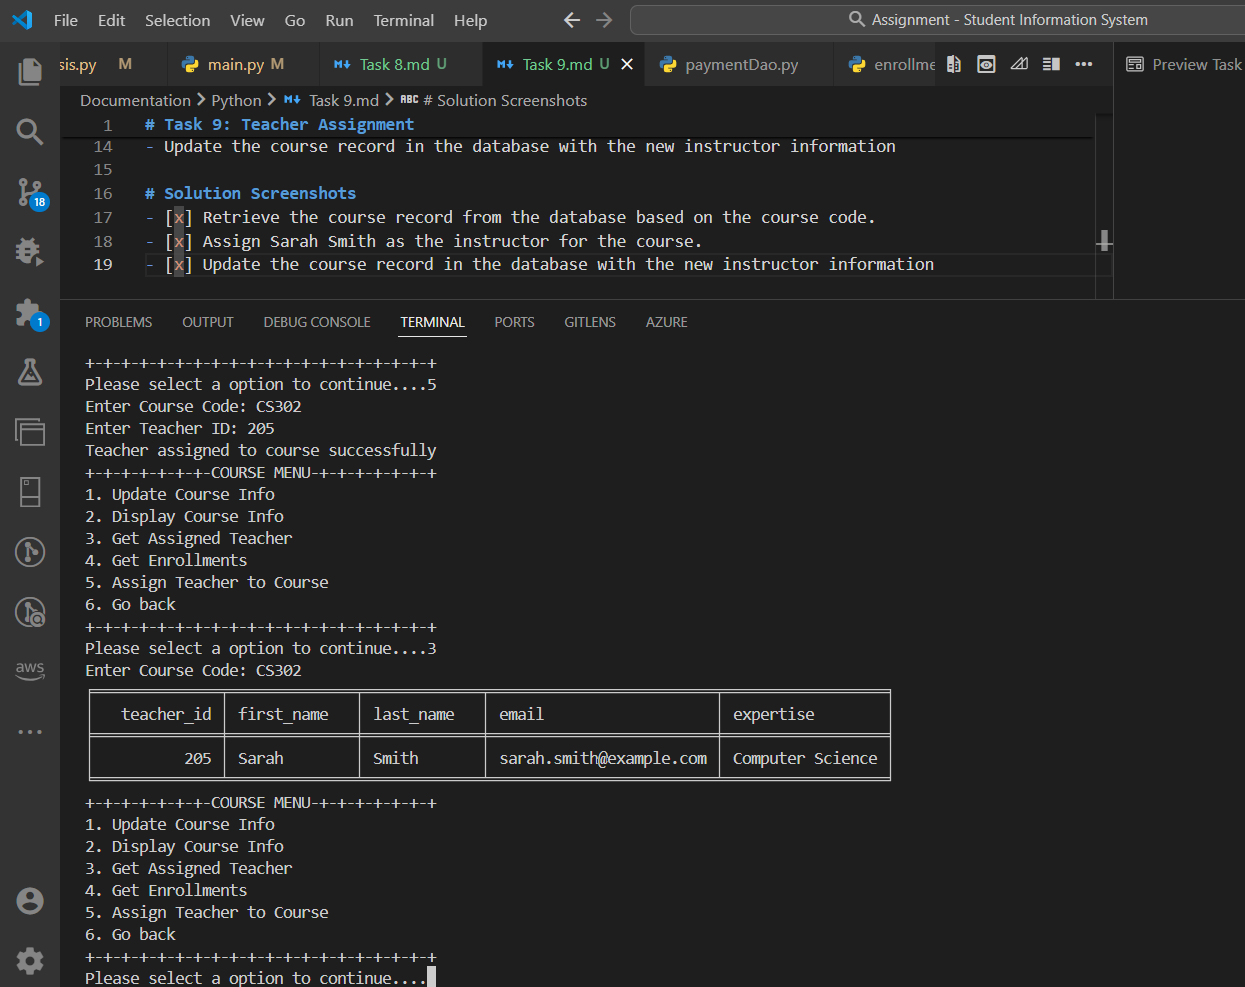 File Edit Selection View Go Run Terminal Help
Assignment - Student Information System
sis.py M
main.py M
Task 8.md U
Task 9.md U
paymentDao.py
enrollme
Preview Task
Documentation > Python > Task 9.md > # Solution Screenshots
1 # Task 9: Teacher Assignment
14 - Update the course record in the database with the new instructor information
15
16 # Solution Screenshots
17 - [x] Retrieve the course record from the database based on the course code.
18 - [x] Assign Sarah Smith as the instructor for the course.
19 - [x] Update the course record in the database with the new instructor information
18
1
aws
PROBLEMS OUTPUT DEBUG CONSOLE TERMINAL PORTS GITLENS AZURE
+-+-+-+-+-+-+-+-+-+-+-+-+-+-+-+-+-+-+-+
Please select a option to continue....5
Enter Course Code: CS302
Enter Teacher ID: 205
Teacher assigned to course successfully
+-+-+-+-+-+-+-COURSE MENU-+-+-+-+-+-+-+
1. Update Course Info
2. Display Course Info
3. Get Assigned Teacher
4. Get Enrollments
5. Assign Teacher to Course
6. Go back
+-+-+-+-+-+-+-+-+-+-+-+-+-+-+-+-+-+-+-+
Please select a option to continue....3
Enter Course Code: CS302
teacher_id first_name last_name email expertise
205 Sarah Smith sarah.smith@example.com Computer Science
+-+-+-+-+-+-+-COURSE MENU-+-+-+-+-+-+-+
1. Update Course Info
2. Display Course Info
3. Get Assigned Teacher
4. Get Enrollments
5. Assign Teacher to Course
6. Go back
+-+-+-+-+-+-+-+-+-+-+-+-+-+-+-+-+-+-+-+
Please select a option to continue....